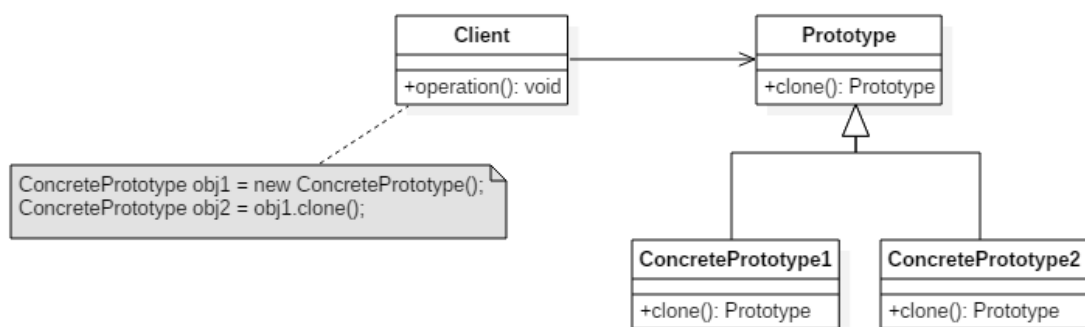 Client
+operation(): void
Prototype
+clone(): Prototype
ConcretePrototype obj1 = new ConcretePrototype();
ConcretePrototype obj2 = obj1.clone();
ConcretePrototype1
+clone(): Prototype
ConcretePrototype2
+clone(): Prototype